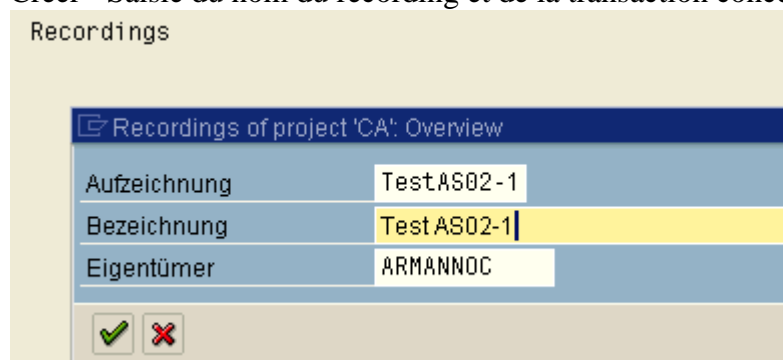 Recordings
Recordings of project 'CA': Overview
Aufzeichnung TestAS02-1
Bezeichnung Test AS02-1
Eigentümer ARMANNOC